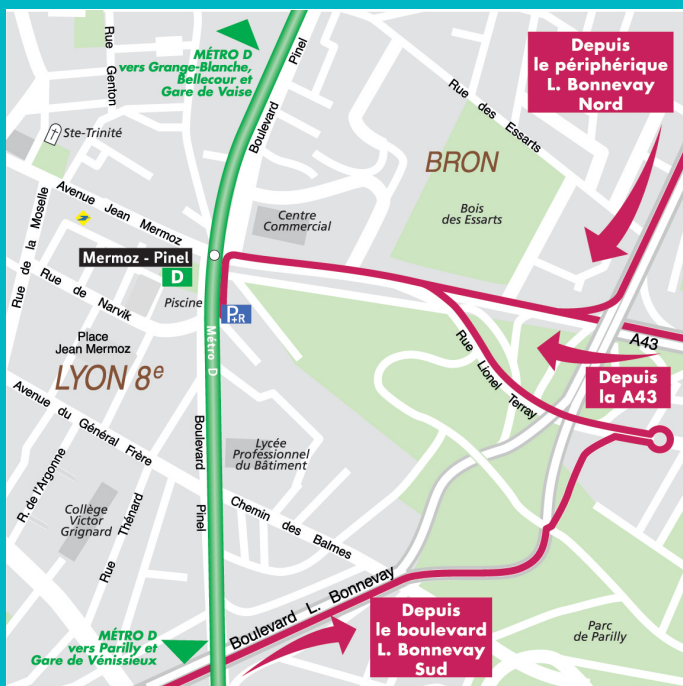 Rue
Genton
MÉTRO D
vers Grange-Blanche,
Bellecour et
Gare de Vaise
Boulevard Pinel
Depuis
le périphérique
L. Bonnevay
Nord
Rue des Essarts
Ste-Trinité
BRON
Avenue Jean Mermoz
Rue de la Moselle
Centre
Commercial
Bois
des Essarts
Mermoz - Pinel
D
Rue de Narvik
Piscine
P+R
Métro D
A43
Place
Jean Mermoz
Rue Lionel Terray
Depuis
la A43
LYON 8e
Avenue du Général Frère
Boulevard Pinel
Lycée
Professionnel
du Bâtiment
R. de l'Argonne
Collège
Victor
Grignard
Rue Thénard
Chemin des Balmes
Boulevard L. Bonnevay
Depuis
le boulevard
L. Bonnevay
Sud
Parc
de Parilly
MÉTRO D
vers Parilly et
Gare de Vénissieux